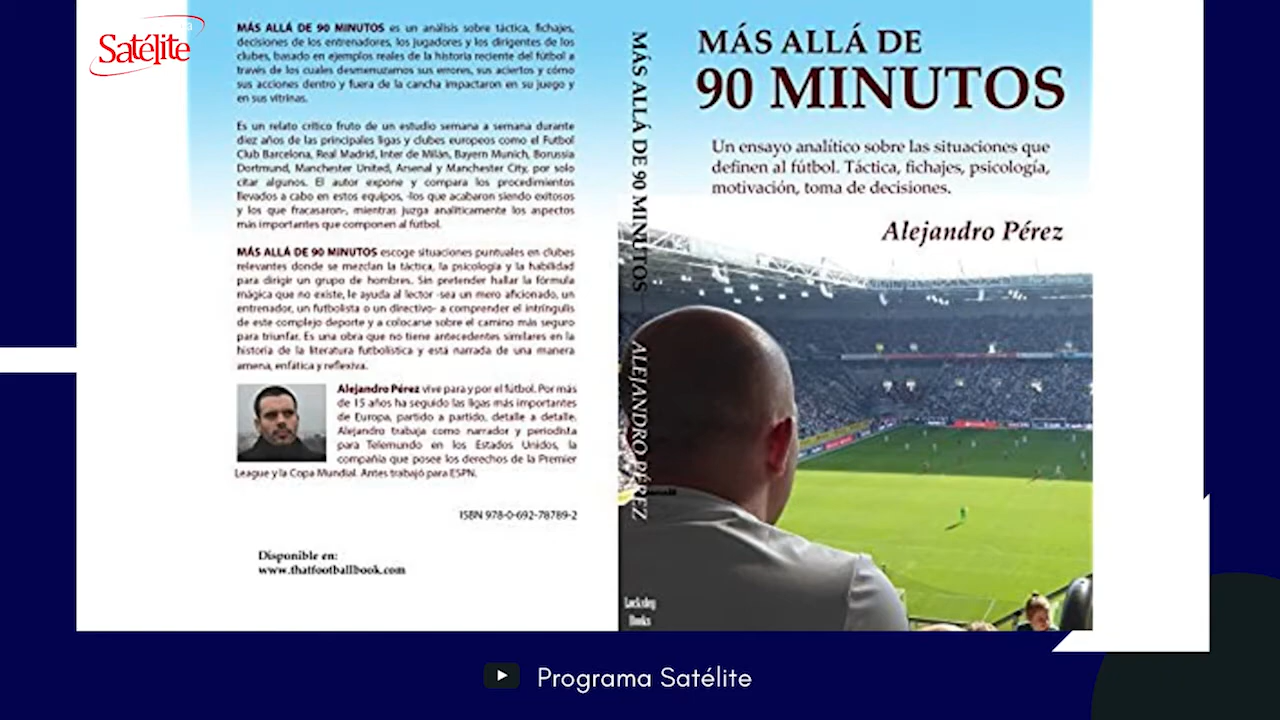 Satélite
MÁS ALLÁ DE 90 MINUTOS es un análisis sobre táctica, fichajes,
decisiones de los entrenadores, los jugadores y los dirigentes de los
clubes, basado en ejemplos reales de la historia reciente del fútbol a
través de los cuales desmenuzamos sus errores, sus aciertos y cómo
sus acciones dentro y fuera de la cancha impactaron en su juego y
en sus vitrinas.
Es un relato crítico fruto de un estudio semana a semana durante
diez años de las principales ligas y clubes europeos como el Futbol
Club Barcelona, Real Madrid, Inter de Milán, Bayern Munich, Borussia
Dortmund, Manchester United, Arsenal y Manchester City, por solo
citar algunos. El autor expone y compara los procedimientos
llevados a cabo en estos equipos, -los que acabaron siendo exitosos
y los que fracasaron-, mientras juzga analíticamente los aspectos
más importantes que componen al fútbol.
MÁS ALLÁ DE 90 MINUTOS escoge situaciones puntuales en clubes
relevantes donde se mezclan la táctica, la psicología y la habilidad
para dirigir un grupo de hombres. Sin pretender hallar la fórmula
mágica que no existe, le ayuda al lector -sea un mero aficionado, un
entrenador, un futbolista o un directivo- a comprender el intríngulis
de este complejo deporte y a colocarse sobre el camino más seguro
para triunfar. Es una obra que no tiene antecedentes similares en la
historia de la literatura futbolística y está narrada de una manera
amena, enfática y reflexiva.
Alejandro Pérez vive para y por el fútbol. Por más
de 15 años ha seguido las ligas más importantes
de Europa, partido a partido, detalle a detalle.
Alejandro trabaja como narrador y periodista
para Telemundo en los Estados Unidos, la
compañía que posee los derechos de la Premier
League y la Copa Mundial. Antes trabajó para ESPN.
ISBN 978-0-692-78789-2
Disponible en:
www.thatfootballbook.com
MÁS ALLÁ DE 90 MINUTOS
ALEJANDRO PÉREZ
Books
MÁS ALLÁ DE
90 MINUTOS
Un ensayo analítico sobre las situaciones que
definen al fútbol. Táctica, fichajes, psicología,
motivación, toma de decisiones.
Alejandro Pérez
Programa Satélite